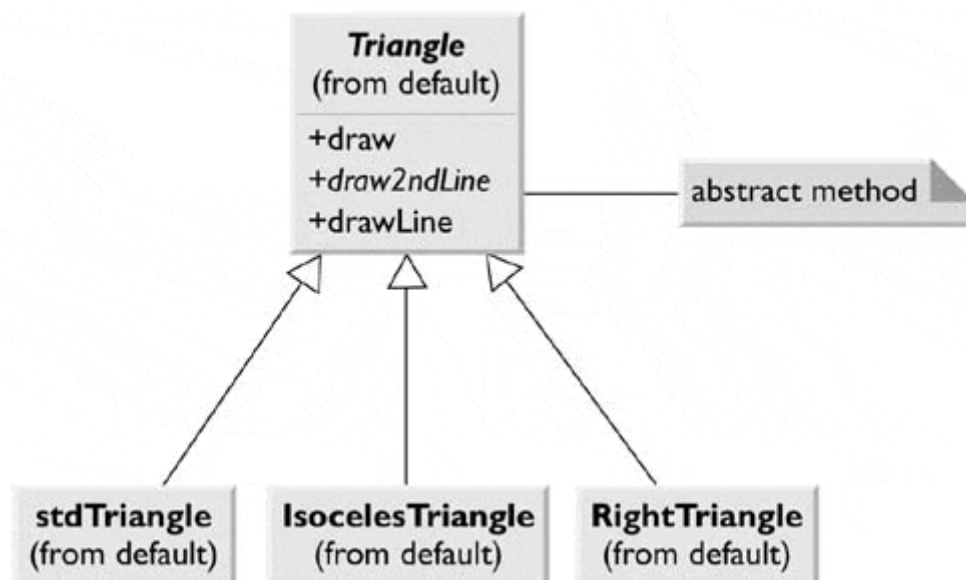 Triangle
(from default)
+draw
+draw2ndLine
+drawLine
abstract method
stdTriangle
(from default)
IsocelesTriangle
(from default)
RightTriangle
(from default)